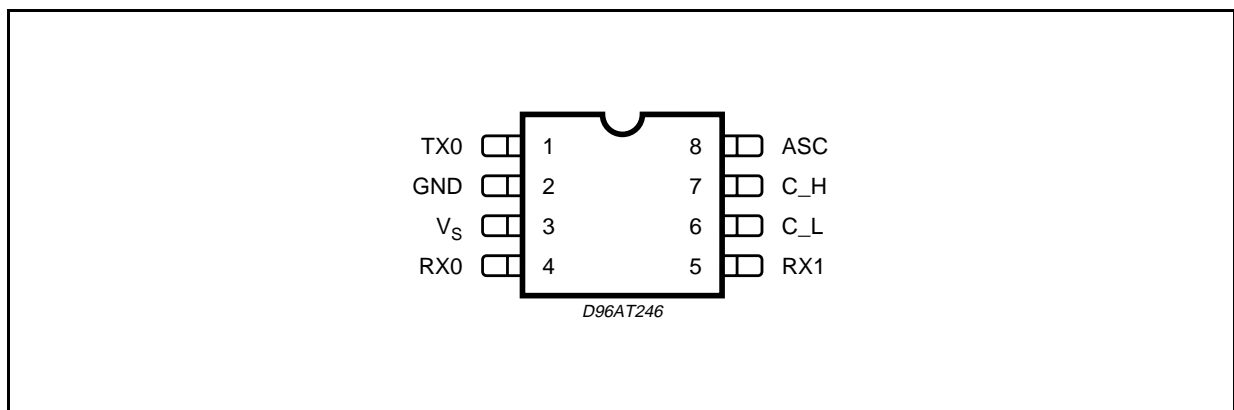 TX0 1 8 ASC
GND 2 7 C_H
VS 3 6 C_L
RX0 4 5 RX1
D96AT246